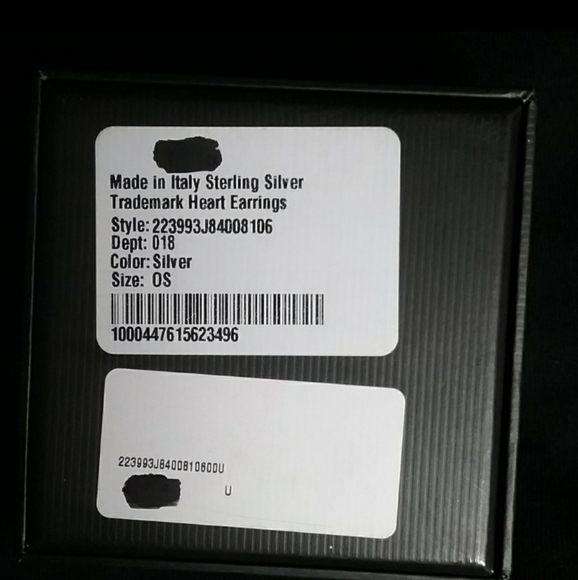 Made in Italy Sterling Silver
Trademark Heart Earrings
Style: 223993J84008106
Dept: 018
Color: Silver
Size: OS
1000447615623496
223993J8400810600U
U